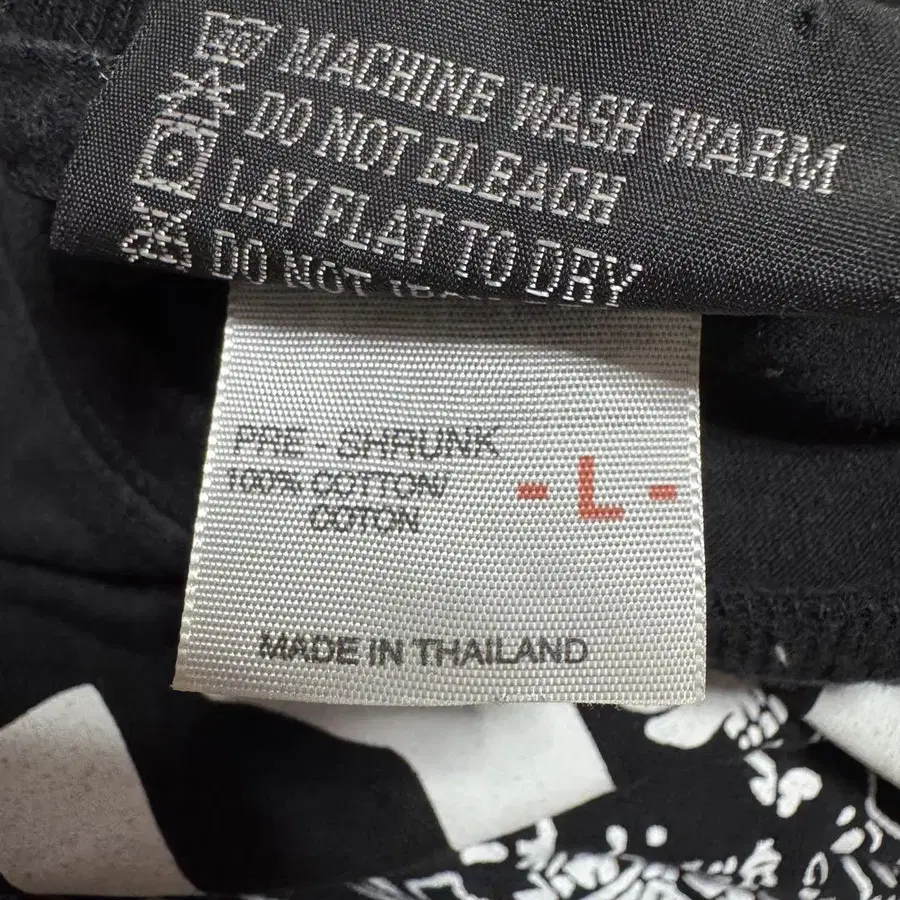 MACHINE WASH WARM
DO NOT BLEACH
LAY FLAT TO DRY
DO NOT
PRE - SHRUNK
100% COTTON/
COTON
- L -
MADE IN THAILAND